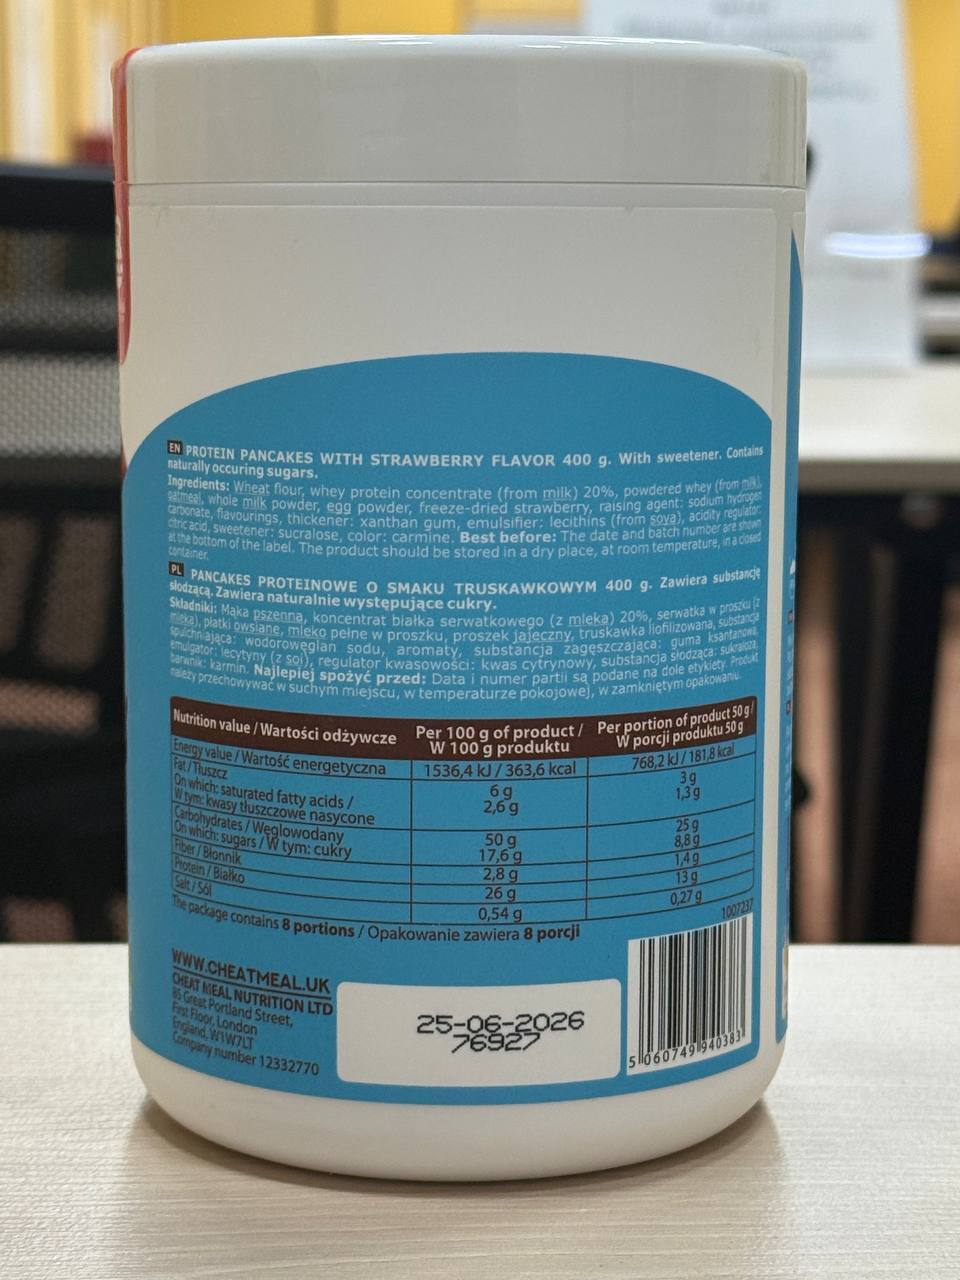 EN PROTEIN PANCAKES WITH STRAWBERRY FLAVOR 400 g. With sweetener. Contains
naturally occuring sugars.
Ingredients: Wheat flour, whey protein concentrate (from milk) 20%, powdered whey (from milk),
oatmeal, whole milk powder, egg powder, freeze-dried strawberry, raising agent: sodium hydrogen
carbonate, flavourings, thickener: xanthan gum, emulsifier: lecithins (from soya), acidity regulator:
citric acid, sweetener: sucralose, color: carmine. Best before: The date and batch number are shown
at the bottom of the label. The product should be stored in a dry place, at room temperature, in a closed
container.
PL PANCAKES PROTEINOWE O SMAKU TRUSKAWKOWYM 400 g. Zawiera substancję
słodzącą. Zawiera naturalnie występujące cukry.
Składniki: Mąka pszenna, koncentrat białka serwatkowego (z mleka) 20%, serwatka w proszku (z
mleka), płatki owsiane, mleko pełne w proszku, proszek jajeczny, truskawka liofilizowana, substancja
spulchniająca: wodorowęglan sodu, aromaty, substancja zagęszczająca: guma ksantanowa,
emulgator: lecytyny (z soi), regulator kwasowości: kwas cytrynowy, substancja słodząca: sukraloza,
barwnik: karmin. Najlepiej spożyć przed: Data i numer partii są podane na dole etykiety. Produkt
należy przechowywać w suchym miejscu, w temperaturze pokojowej, w zamkniętym opakowaniu.
Nutrition value / Wartości odżywcze Per 100 g of product / W 100 g produktu Per portion of product 50 g / W porcji produktu 50 g
Energy value / Wartość energetyczna 1536,4 kJ / 363,6 kcal 768,2 kJ / 181,8 kcal
Fat / Tłuszcz 6 g 3 g
On which: saturated fatty acids / W tym: kwasy tłuszczowe nasycone 2,6 g 1,3 g
Carbohydrates / Węglowodany 50 g 25 g
On which: sugars / W tym: cukry 17,6 g 8,8 g
Fiber / Błonnik 2,8 g 1,4 g
Protein / Białko 26 g 13 g
Salt / Sól 0,54 g 0,27 g
The package contains 8 portions / Opakowanie zawiera 8 porcji
1007237
WWW.CHEATMEAL.UK
CHEAT MEAL NUTRITION LTD
85 Great Portland Street,
First Floor, London
England, W1W7LT
Company number 12332770
25-06-2026
76927
5 060749 940383